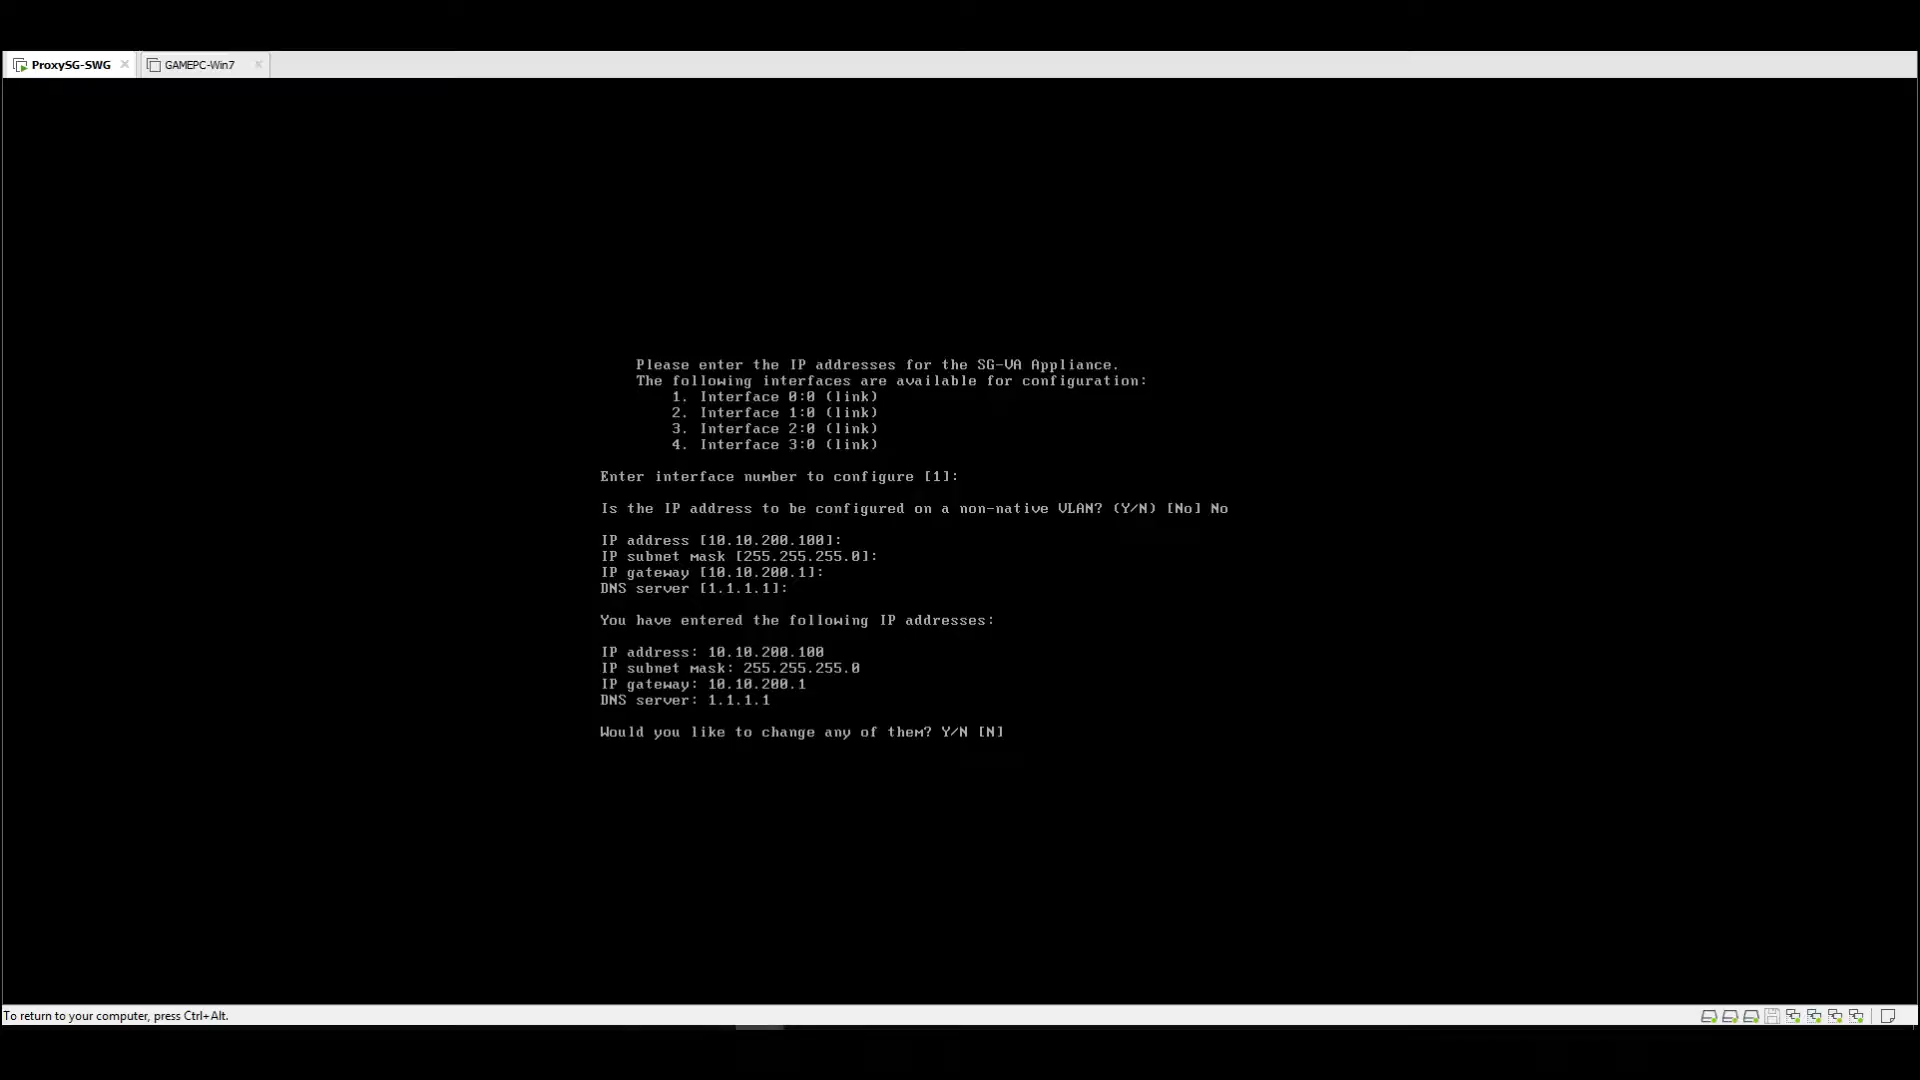 ProxySG-SWG
GAMEPC-Win7
Please enter the IP addresses for the SG-VA Appliance.
The following interfaces are available for configuration:
1. Interface 0:0 (link)
2. Interface 1:0 (link)
3. Interface 2:0 (link)
4. Interface 3:0 (link)
Enter interface number to configure [1]:
Is the IP address to be configured on a non-native VLAN? (Y/N) [No] No
IP address [10.10.200.100]:
IP subnet mask [255.255.255.0]:
IP gateway [10.10.200.1]:
DNS server [1.1.1.1]:
You have entered the following IP addresses:
IP address: 10.10.200.100
IP subnet mask: 255.255.255.0
IP gateway: 10.10.200.1
DNS server: 1.1.1.1
Would you like to change any of them? Y/N [N]
To return to your computer, press Ctrl+Alt.